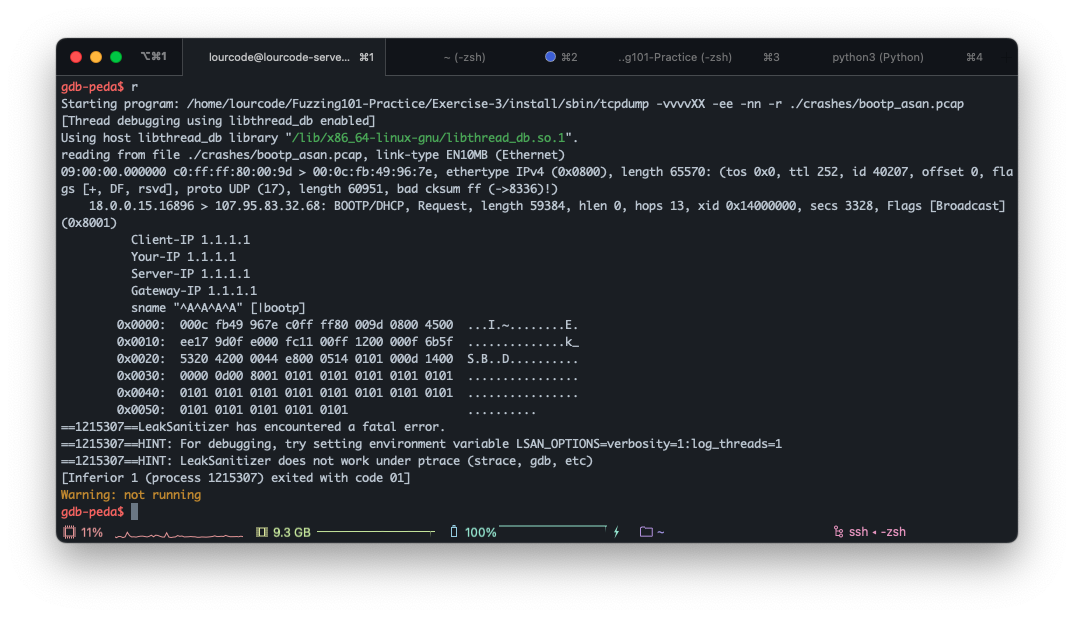 ⌥⌘1 lourcode@lourcode-serve... ⌘1 ~ (-zsh) ⌘2 ..g101-Practice (-zsh) ⌘3 python3 (Python) ⌘4
gdb-peda$ r
Starting program: /home/lourcode/Fuzzing101-Practice/Exercise-3/install/sbin/tcpdump -vvvvXX -ee -nn -r ./crashes/bootp_asan.pcap
[Thread debugging using libthread_db enabled]
Using host libthread_db library "/lib/x86_64-linux-gnu/libthread_db.so.1".
reading from file ./crashes/bootp_asan.pcap, link-type EN10MB (Ethernet)
09:00:00.000000 c0:ff:ff:80:00:9d > 00:0c:fb:49:96:7e, ethertype IPv4 (0x0800), length 65570: (tos 0x0, ttl 252, id 40207, offset 0, fla
gs [+, DF, rsvd], proto UDP (17), length 60951, bad cksum ff (->8336)!)
18.0.0.15.16896 > 107.95.83.32.68: BOOTP/DHCP, Request, length 59384, hlen 0, hops 13, xid 0x14000000, secs 3328, Flags [Broadcast]
(0x8001)
Client-IP 1.1.1.1
Your-IP 1.1.1.1
Server-IP 1.1.1.1
Gateway-IP 1.1.1.1
sname "^A^A^A^A" [|bootp]
0x0000: 000c fb49 967e c0ff ff80 009d 0800 4500 ...I.~........E.
0x0010: ee17 9d0f e000 fc11 00ff 1200 000f 6b5f ..............k_
0x0020: 5320 4200 0044 e800 0514 0101 000d 1400 S.B..D..........
0x0030: 0000 0d00 8001 0101 0101 0101 0101 0101 ................
0x0040: 0101 0101 0101 0101 0101 0101 0101 0101 ................
0x0050: 0101 0101 0101 0101 0101 ..........
==1215307==LeakSanitizer has encountered a fatal error.
==1215307==HINT: For debugging, try setting environment variable LSAN_OPTIONS=verbosity=1:log_threads=1
==1215307==HINT: LeakSanitizer does not work under ptrace (strace, gdb, etc)
[Inferior 1 (process 1215307) exited with code 01]
Warning: not running
gdb-peda$
11% 9.3 GB 100% ~ ssh ◂ -zsh